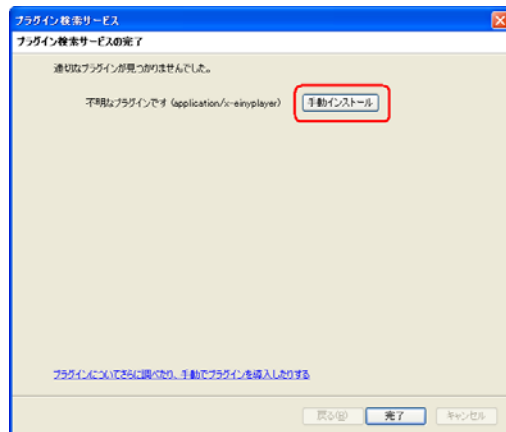 プラグイン検索サービス
プラグイン検索サービスの完了
適切なプラグインが見つかりませんでした。
不明なプラグインです (application/x-einyplayer) 手動インストール
プラグインについてさらに調べたり、手動でプラグインを導入したりする
戻る(B) 完了 キャンセル